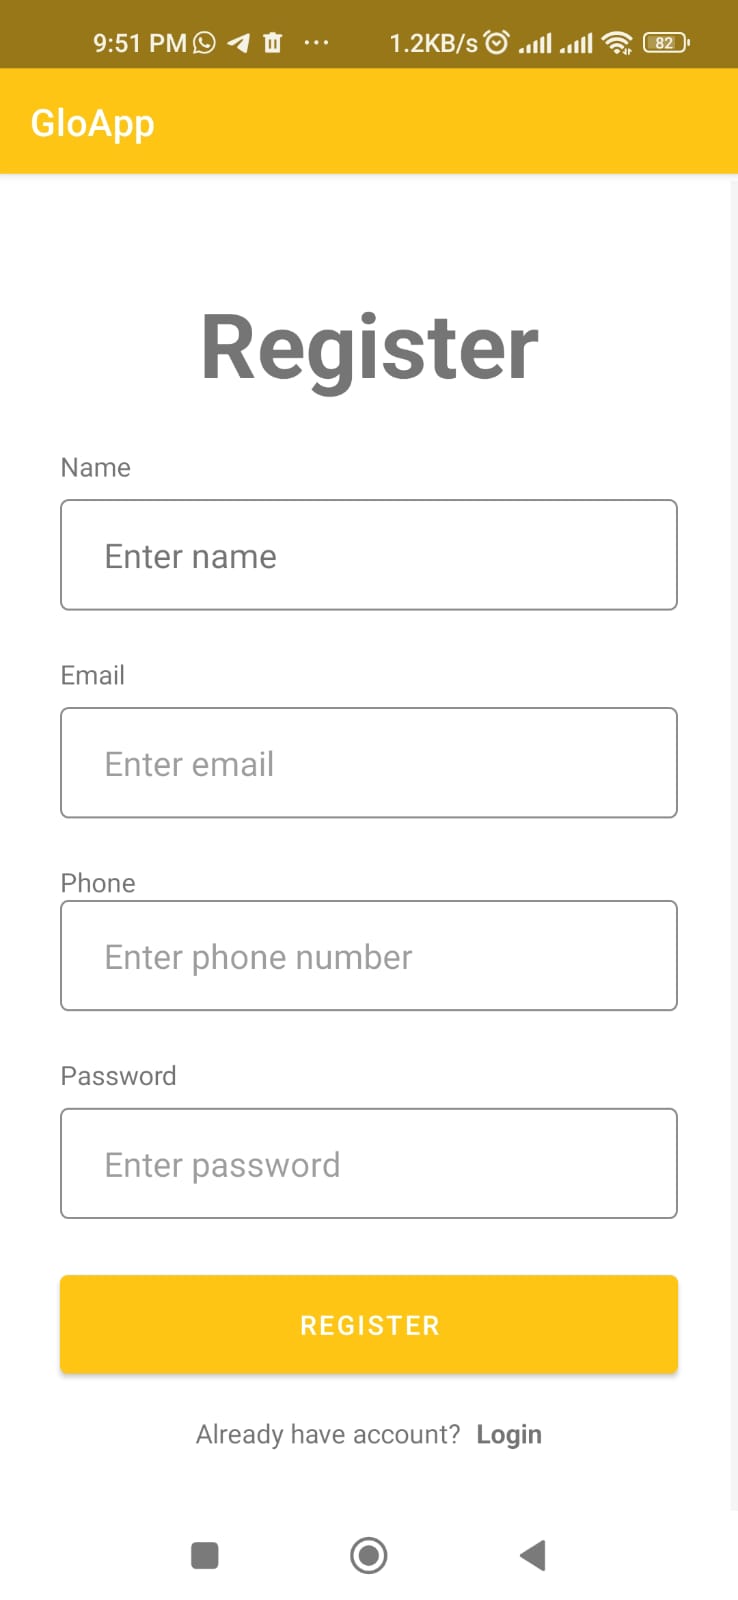 9:51 PM ... 1.2KB/s 82
GloApp
Register
Name
Enter name
Email
Enter email
Phone
Enter phone number
Password
Enter password
REGISTER
Already have account? Login